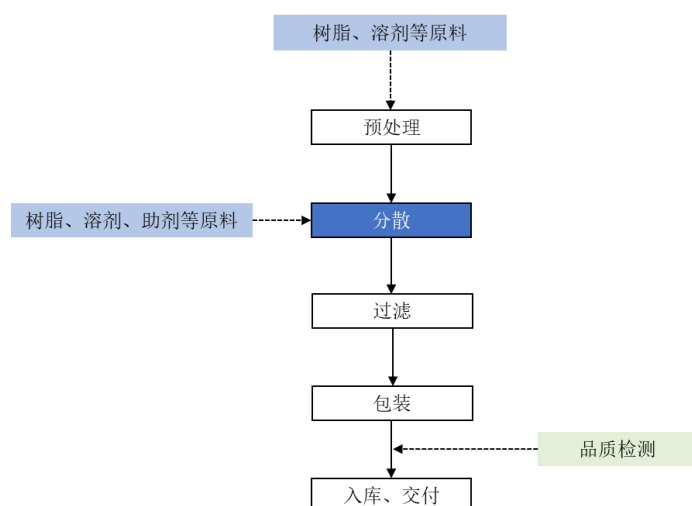 树脂、溶剂等原料
预处理
树脂、溶剂、助剂等原料
分散
过滤
包装
品质检测
入库、交付